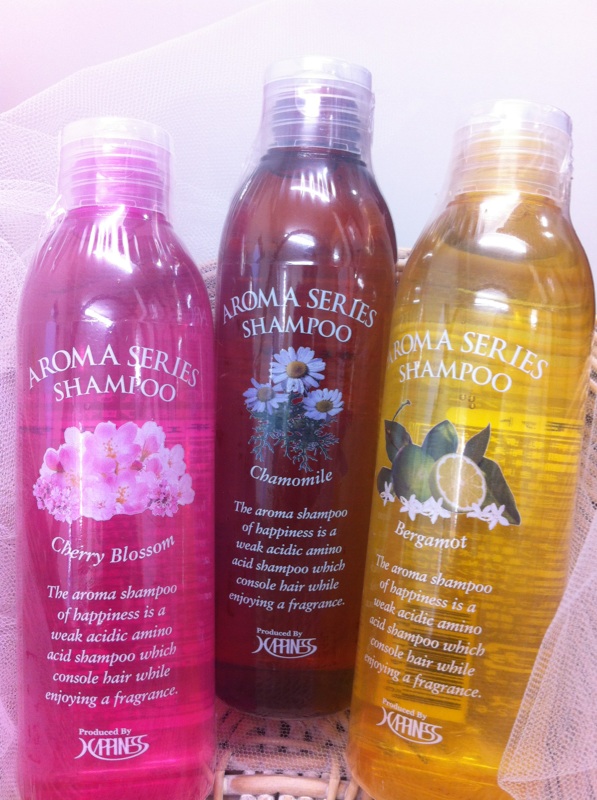 AROMA SERIES
SHAMPOO
Cherry Blossom
The aroma shampoo
of happiness is a
weak acidic amino
acid shampoo which
console hair while
enjoying a fragrance.
Produced By
HAPPINESS
AROMA SERIES
SHAMPOO
Chamomile
The aroma shampoo
of happiness is a
weak acidic amino
acid shampoo which
console hair while
enjoying a fragrance.
Produced By
HAPPINESS
AROMA SERIES
SHAMPOO
Bergamot
The aroma shampoo
of happiness is a
weak acidic amino
acid shampoo which
console hair while
enjoying a fragrance.
Produced By
HAPPINESS